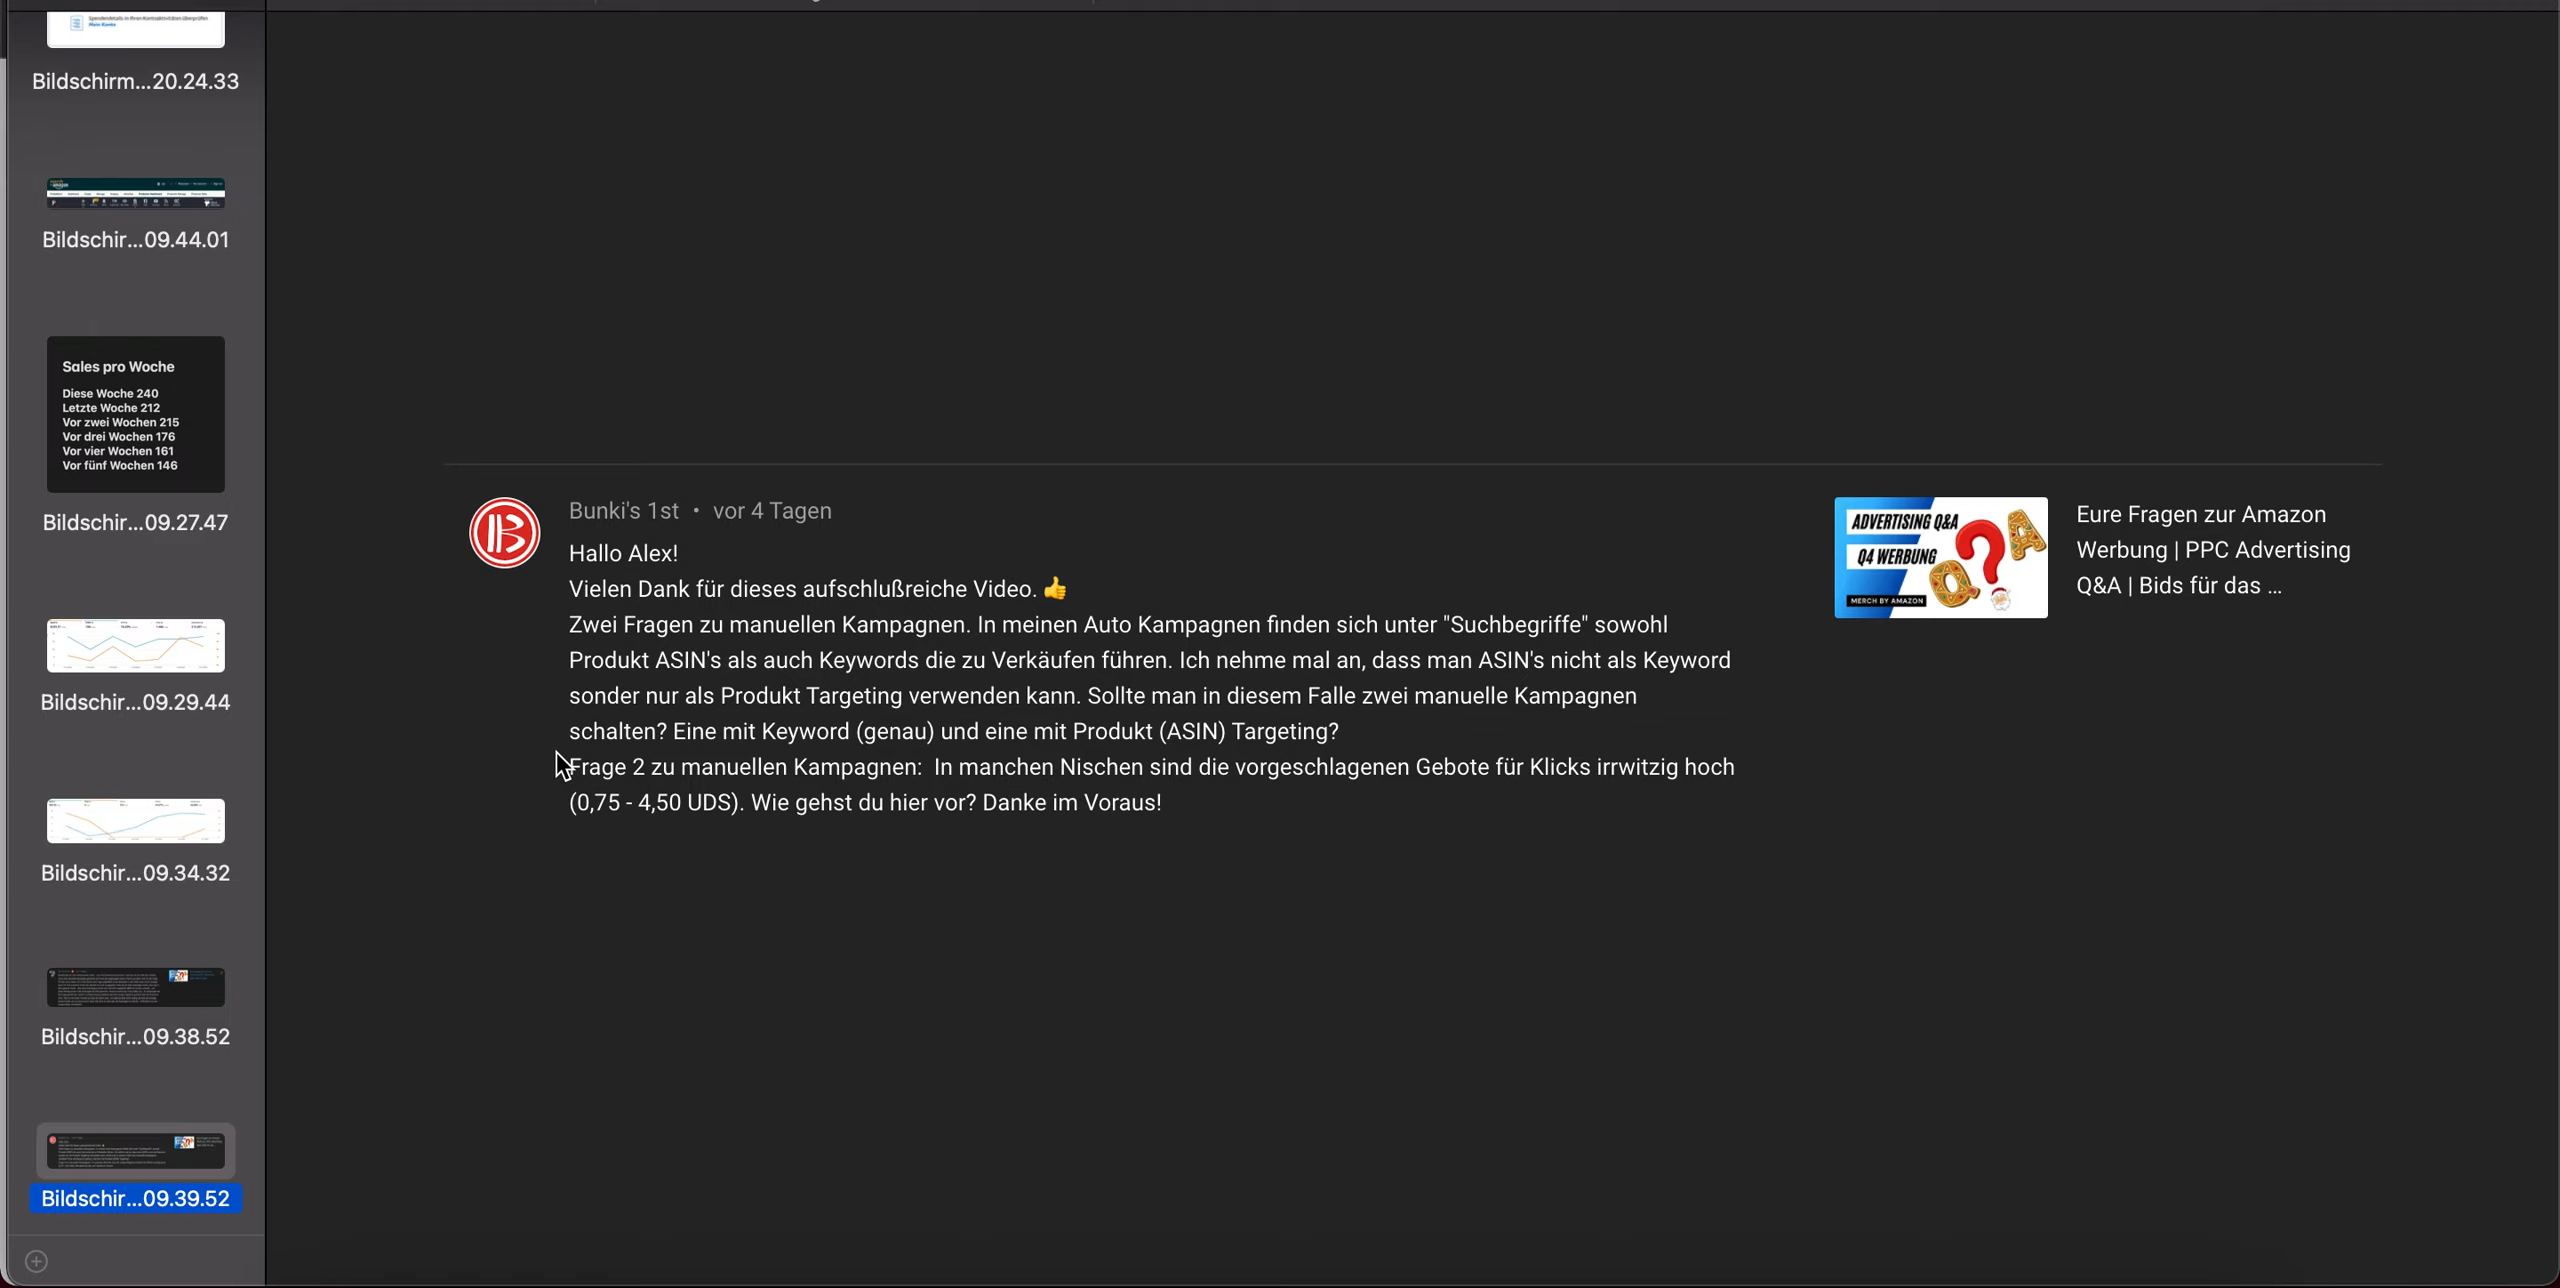 Spendendetails in Ihren Kontoaktivitäten überprüfen
Mein Konto
Bildschirm...20.24.33
Bildschir...09.44.01
Sales pro Woche
Diese Woche 240
Letzte Woche 212
Vor zwei Wochen 215
Vor drei Wochen 176
Vor vier Wochen 161
Vor fünf Wochen 146
Bildschir...09.27.47
Bildschir...09.29.44
Bildschir...09.34.32
Bildschir...09.38.52
Bildschir...09.39.52
Bunki's 1st • vor 4 Tagen
Hallo Alex!
Vielen Dank für dieses aufschlußreiche Video. 👍
Zwei Fragen zu manuellen Kampagnen. In meinen Auto Kampagnen finden sich unter "Suchbegriffe" sowohl
Produkt ASIN's als auch Keywords die zu Verkäufen führen. Ich nehme mal an, dass man ASIN's nicht als Keyword
sonder nur als Produkt Targeting verwenden kann. Sollte man in diesem Falle zwei manuelle Kampagnen
schalten? Eine mit Keyword (genau) und eine mit Produkt (ASIN) Targeting?
Frage 2 zu manuellen Kampagnen:  In manchen Nischen sind die vorgeschlagenen Gebote für Klicks irrwitzig hoch
(0,75 - 4,50 UDS). Wie gehst du hier vor? Danke im Voraus!
ADVERTISING Q&A
Q4 WERBUNG
Q
?
A
MERCH BY AMAZON
Eure Fragen zur Amazon
Werbung | PPC Advertising
Q&A | Bids für das ...